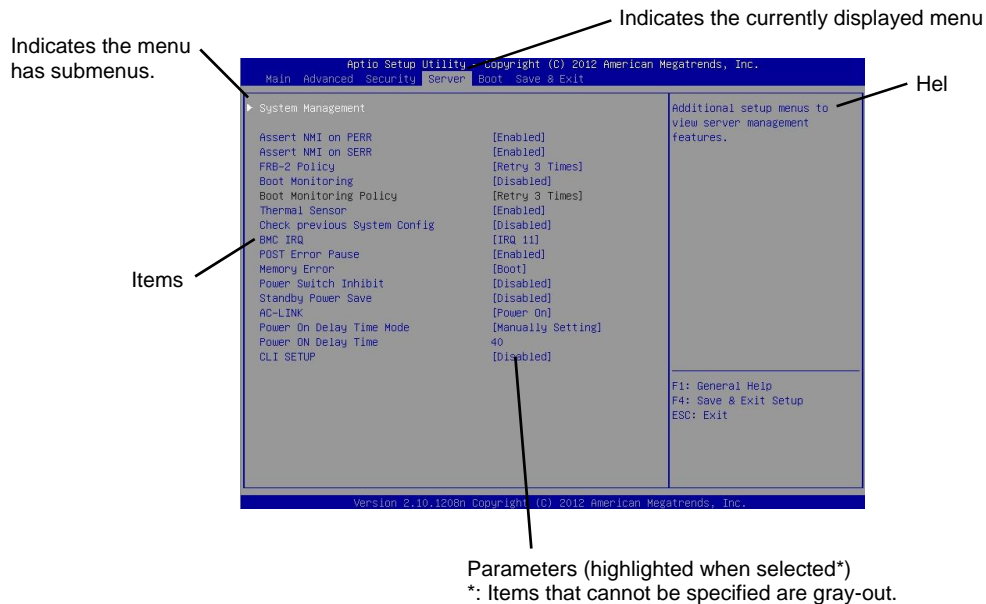 Indicates the currently displayed menu
Indicates the menu
has submenus.
Aptio Setup Utility - Copyright (C) 2012 American Megatrends, Inc.
Main Advanced Security Server Boot Save & Exit
Hel
System Management
Additional setup menus to
view server management
features.
Assert NMI on PERR [Enabled]
Assert NMI on SERR [Enabled]
FRB-2 Policy [Retry 3 Times]
Boot Monitoring [Disabled]
Boot Monitoring Policy [Retry 3 Times]
Thermal Sensor [Enabled]
Check previous System Config [Disabled]
BMC IRQ [IRQ 11]
POST Error Pause [Enabled]
Items
Memory Error [Boot]
Power Switch Inhibit [Disabled]
Standby Power Save [Disabled]
AC-LINK [Power On]
Power On Delay Time Mode [Manually Setting]
Power ON Delay Time 40
CLI SETUP [Disabled]
F1: General Help
F4: Save & Exit Setup
ESC: Exit
Version 2.10.1208n Copyright (C) 2012 American Megatrends, Inc.
Parameters (highlighted when selected*)
*: Items that cannot be specified are gray-out.